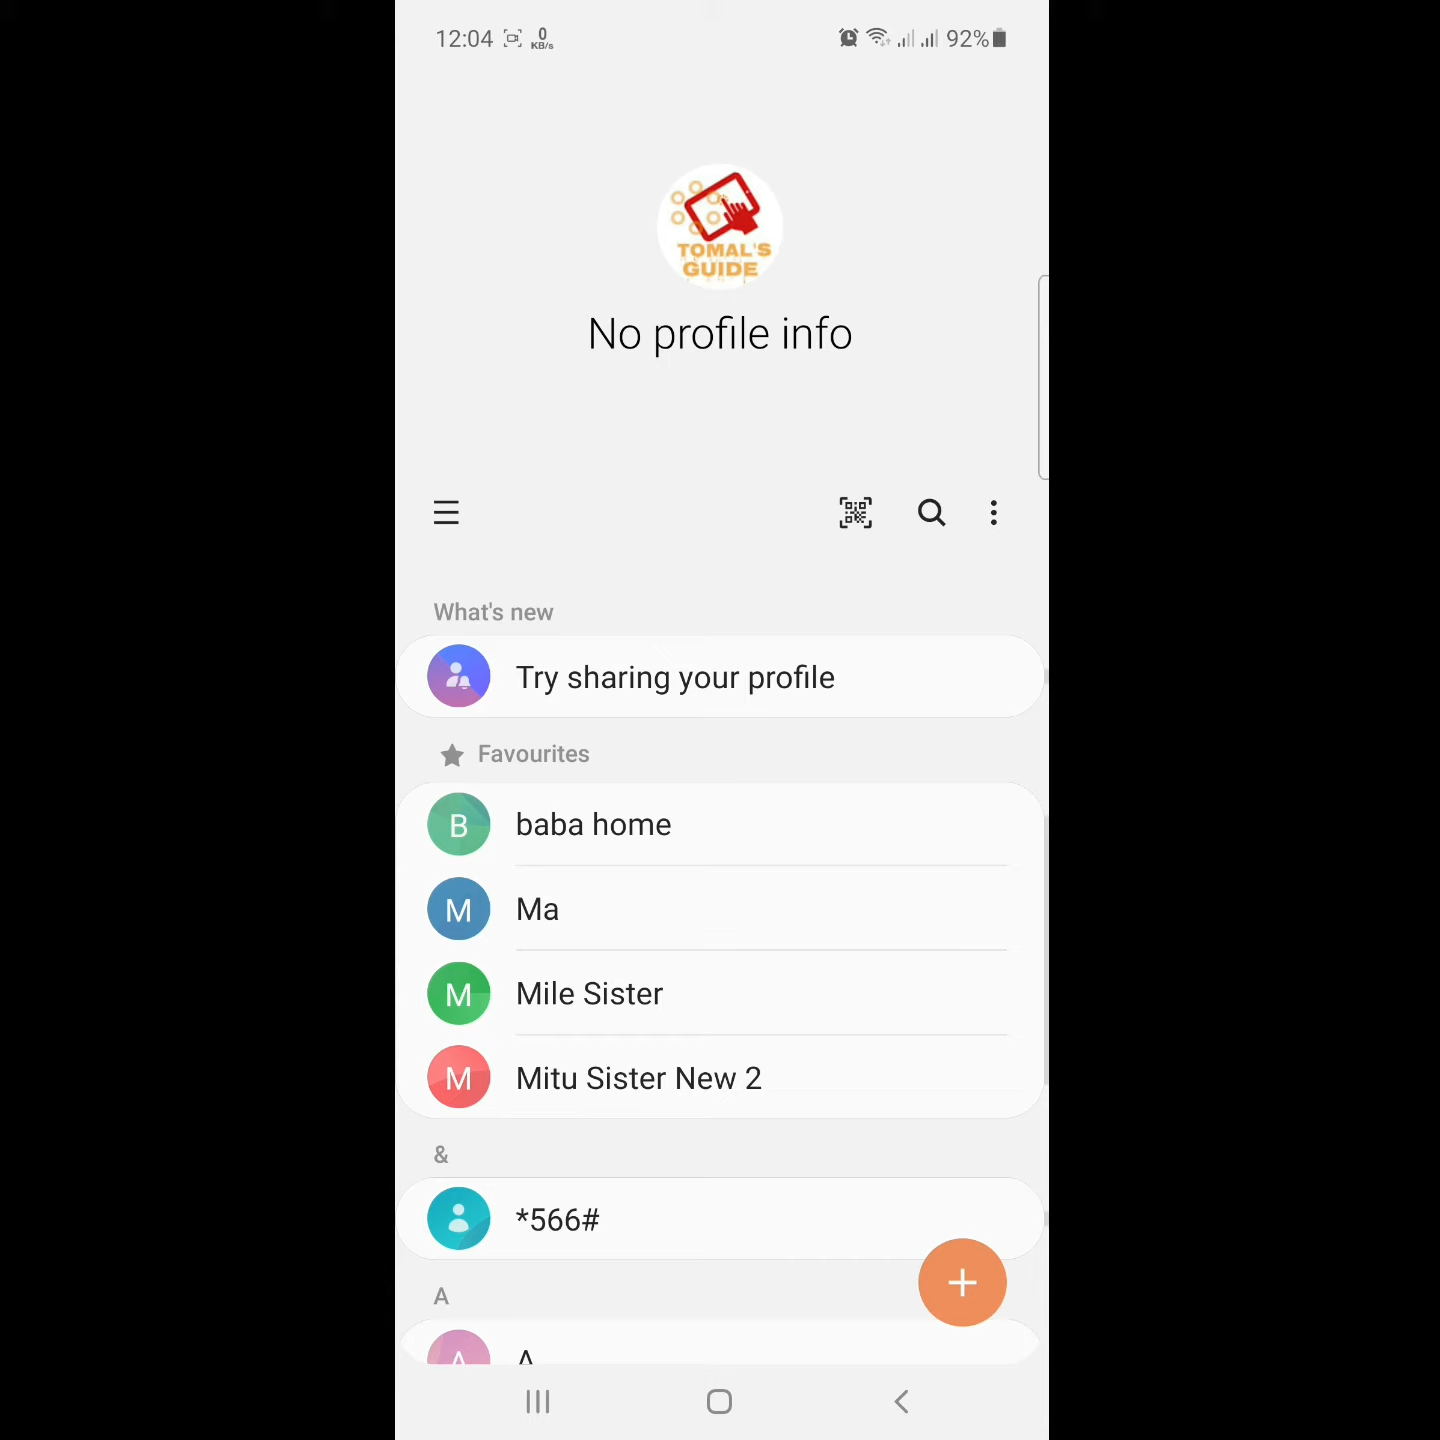 12:04 0 KB/s 92%
TOMAL'S
GUIDE
No profile info
What's new
Try sharing your profile
Favourites
B baba home
M Ma
M Mile Sister
M Mitu Sister New 2
&
*566#
A
A A